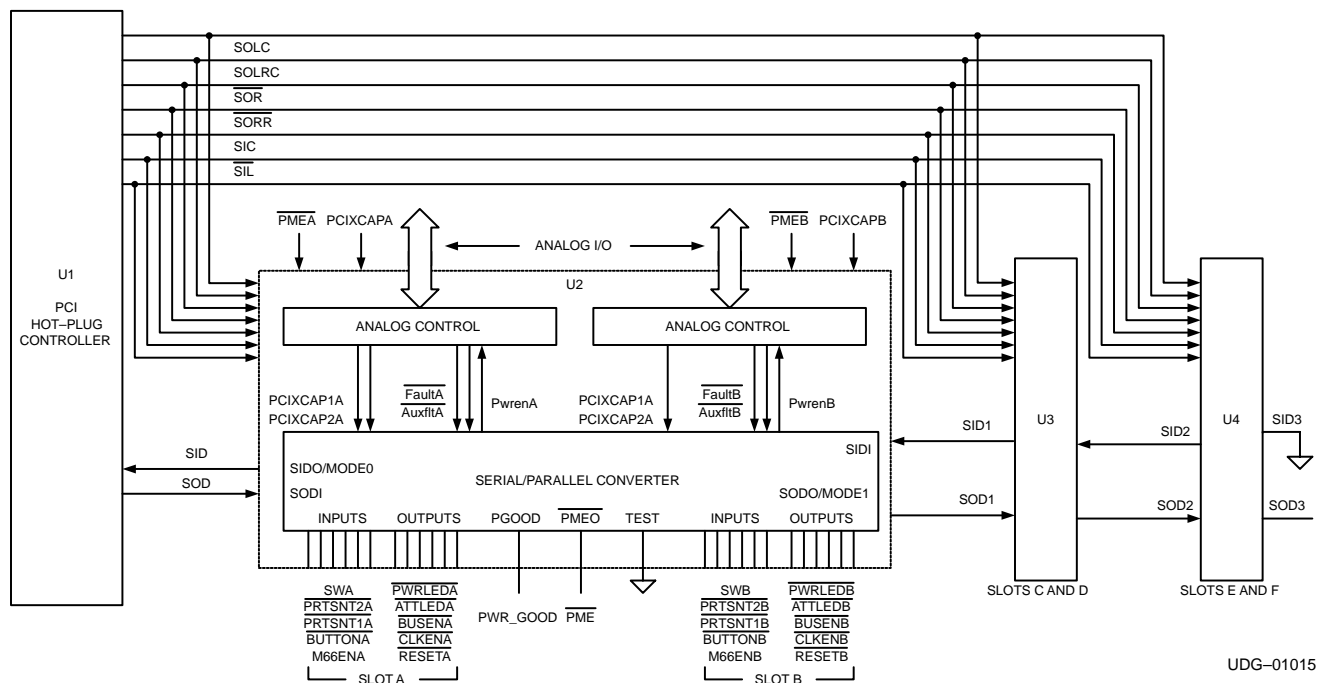 SOLC
SOLRC
SOR
SORR
SIC
SIL
PMEA PCIXCAPA
ANALOG I/O
PMEB PCIXCAPB
U1
PCI
HOT–PLUG
CONTROLLER
U2
ANALOG CONTROL
ANALOG CONTROL
PCIXCAP1A
PCIXCAP2A
FaultA
AuxfltA
PwrenA
PCIXCAP1A
PCIXCAP2A
FaultB
AuxfltB
PwrenB
U3
U4
SID1
SID2
SID3
SIDI
SID
SOD
SIDO/MODE0
SODI
SERIAL/PARALLEL CONVERTER
SODO/MODE1
SOD1
SOD2
SOD3
INPUTS OUTPUTS PGOOD PMEO TEST INPUTS OUTPUTS
SWA
PRTSNT2A
PRTSNT1A
BUTTONA
M66ENA
PWRLEDA
ATTLEDA
BUSENA
CLKENA
RESETA
SLOT A
PWR_GOOD
PME
SWB
PRTSNT2B
PRTSNT1B
BUTTONB
M66ENB
PWRLEDB
ATTLEDB
BUSENB
CLKENB
RESETB
SLOT B
SLOTS C AND D
SLOTS E AND F
UDG–01015